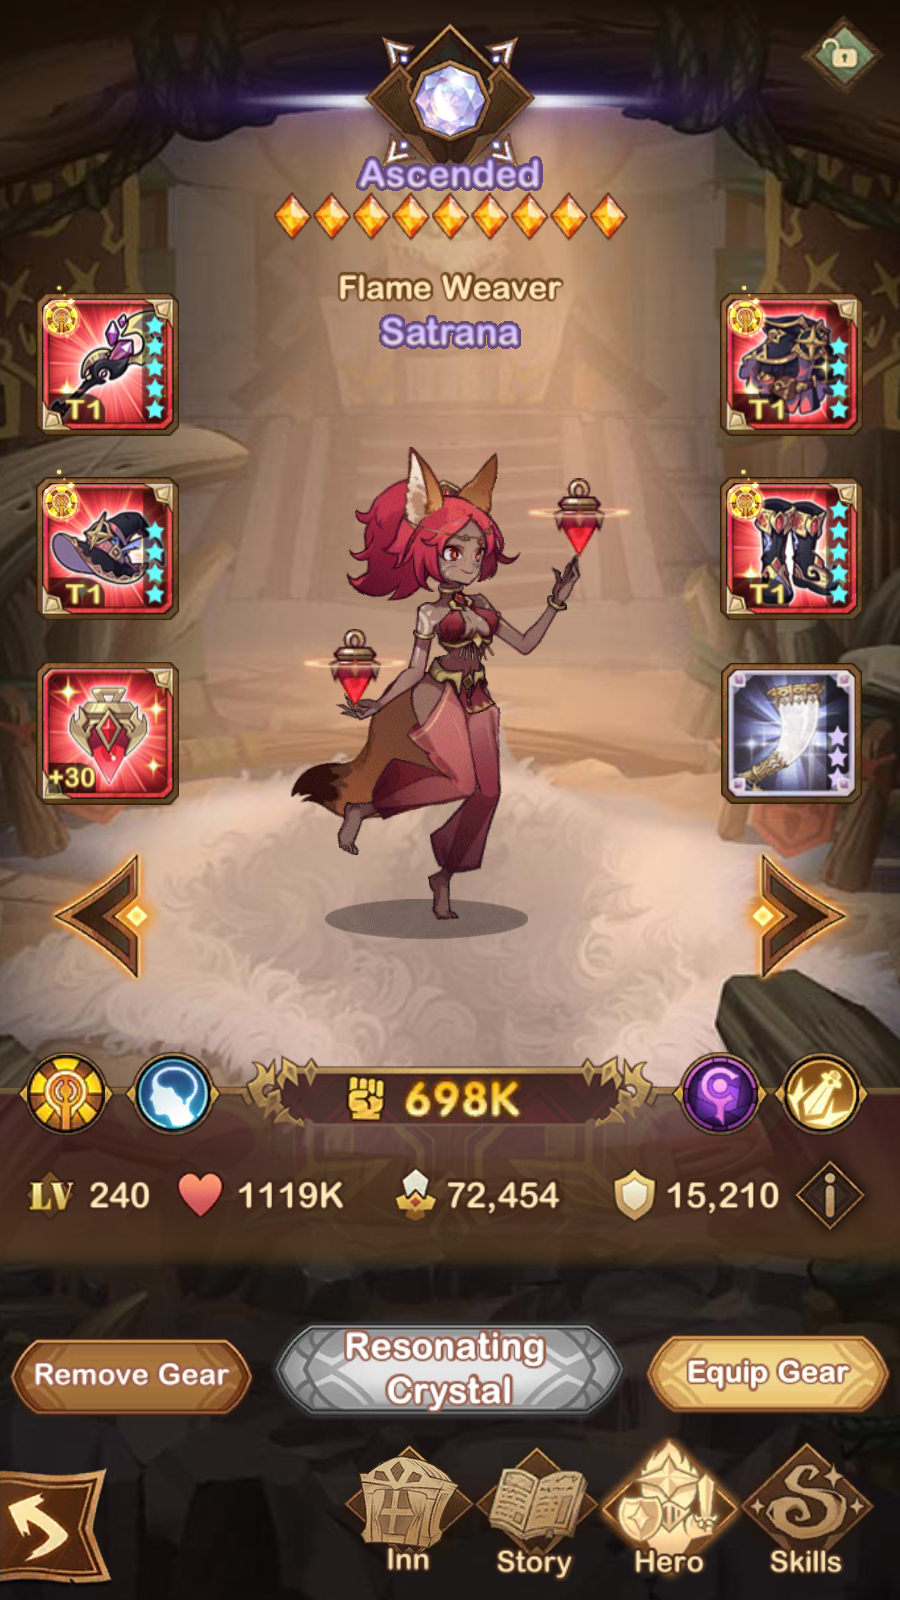 Ascended
Flame Weaver
Satrana
T1
T1
T1
T1
+30
698K
LV 240
1119K
72,454
15,210
Remove Gear
Resonating
Crystal
Equip Gear
Inn
Story
Hero
Skills